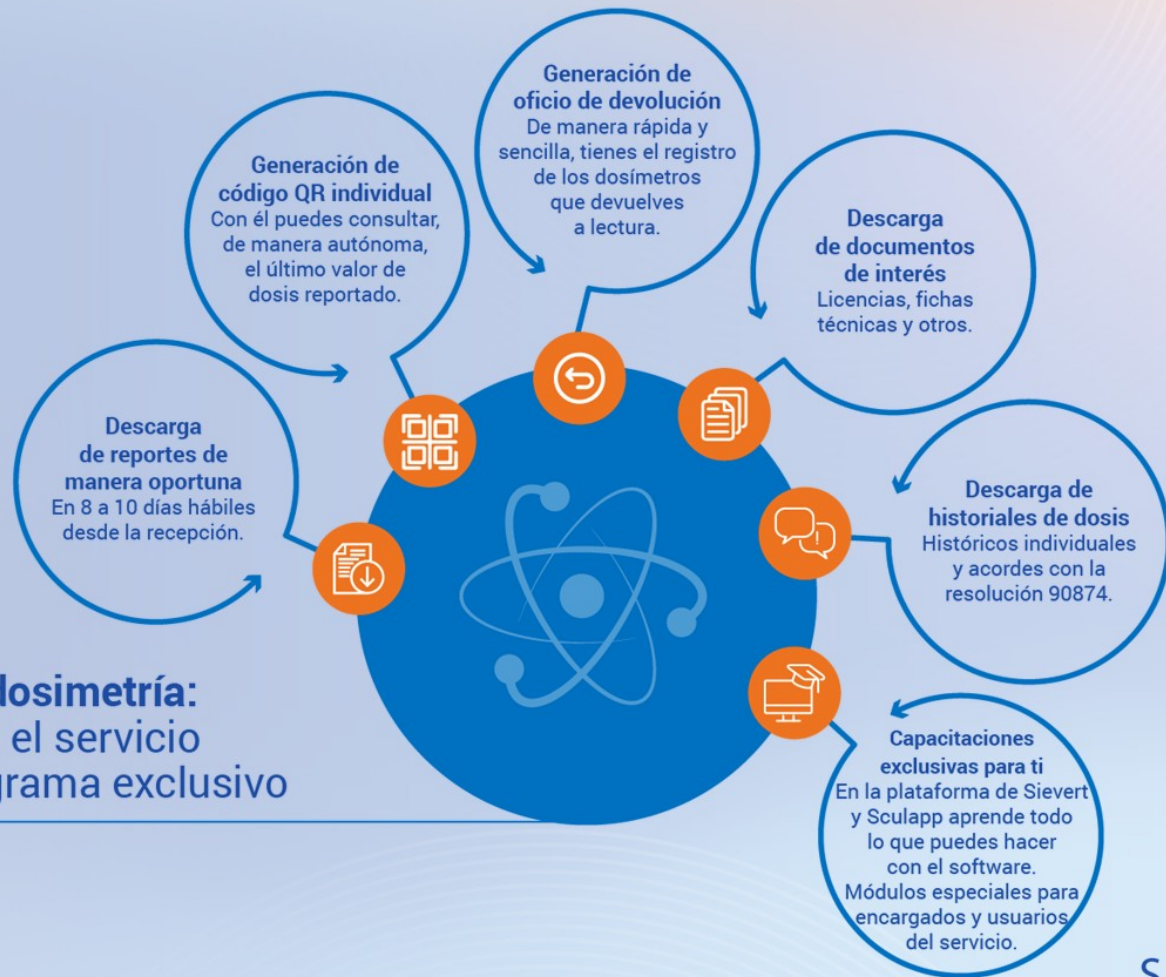 Generación de
oficio de devolución
De manera rápida y
sencilla, tienes el registro
de los dosímetros
que devuelves
a lectura.
Generación de
código QR individual
Con él puedes consultar,
de manera autónoma,
el último valor de
dosis reportado.
Descarga
de documentos
de interés
Licencias, fichas
técnicas y otros.
Descarga
de reportes de
manera oportuna
En 8 a 10 días hábiles
desde la recepción.
Descarga de
historiales de dosis
Históricos individuales
y acordes con la
resolución 90874.
dosimetría:
el servicio
grama exclusivo
Capacitaciones
exclusivas para ti
En la plataforma de Sievert
y Sculapp aprende todo
lo que puedes hacer
con el software.
Módulos especiales para
encargados y usuarios
del servicio.